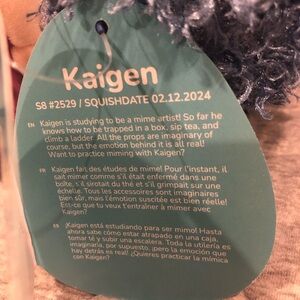 Kaigen
S8 #2529 / SQUISHDATE 02.12.2024
EN Kaigen is studying to be a mime artist! So far he
knows how to be trapped in a box, sip tea, and
climb a ladder. All the props are imaginary of
course, but the emotion behind it is all real!
Want to practice miming with Kaigen?
FR Kaigen fait des études de mime! Pour l'instant, il
sait mimer comme s'il était enfermé dans une
boîte, s'il sirotait du thé et s'il grimpait sur une
échelle. Tous les accessoires sont imaginaires
bien sûr, mais l'émotion suscitée est bien réelle!
Est-ce que tu veux t'entraîner à mimer avec
Kaigen?
ES ¡Kaigen está estudiando para ser mimo! Hasta
ahora sabe cómo estar atrapado en una caja,
tomar té y subir una escalera. Toda la utilería es
imaginaria, por supuesto, ¡pero la emoción que
hay detrás es real! ¿Quieres practicar la mímica
con Kaigen?